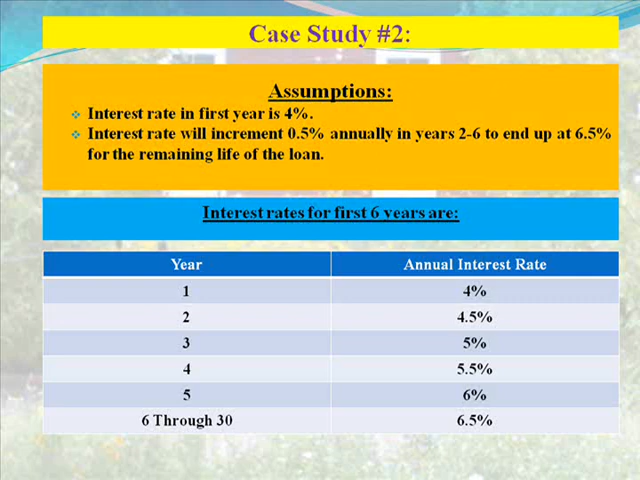 Case Study #2:
Assumptions:
Interest rate in first year is 4%.
Interest rate will increment 0.5% annually in years 2-6 to end up at 6.5%
for the remaining life of the loan.
Interest rates for first 6 years are:
Year Annual Interest Rate
1 4%
2 4.5%
3 5%
4 5.5%
5 6%
6 Through 30 6.5%